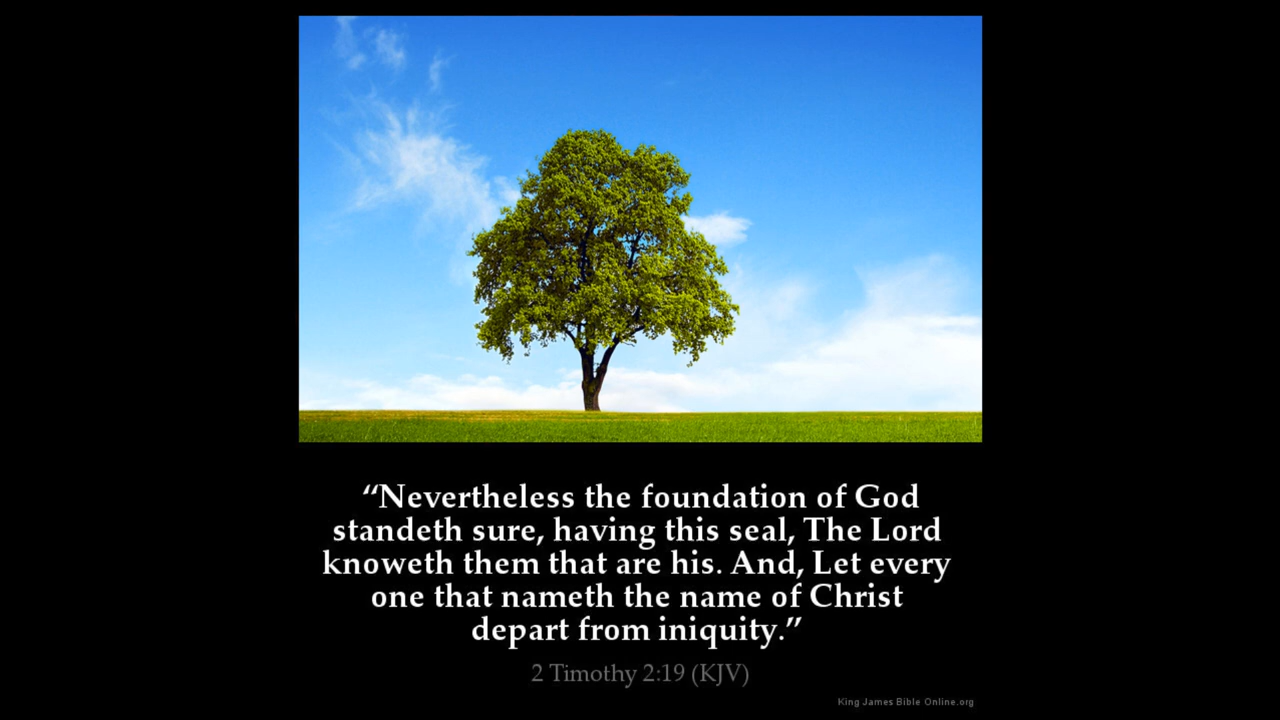 “Nevertheless the foundation of God
standeth sure, having this seal, The Lord
knoweth them that are his. And, Let every
one that nameth the name of Christ
depart from iniquity.”
2 Timothy 2:19 (KJV)
King James Bible Online.org